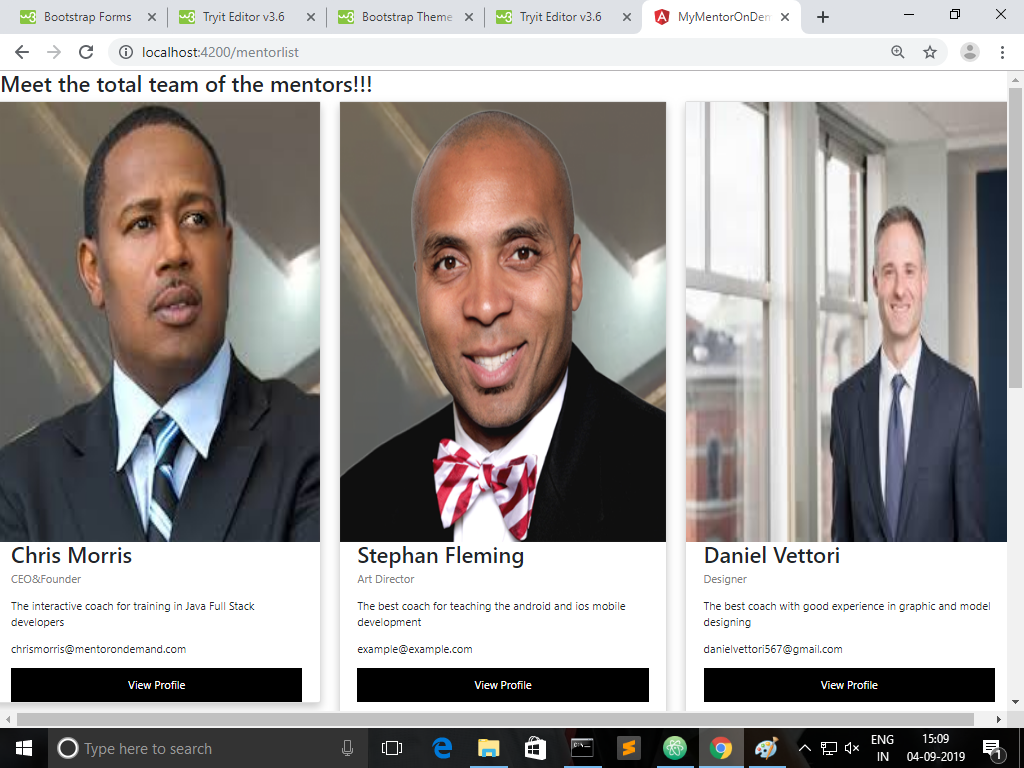 Bootstrap Forms
Tryit Editor v3.6
Bootstrap Theme
Tryit Editor v3.6
MyMentorOnDem
localhost:4200/mentorlist
Meet the total team of the mentors!!!
Chris Morris
CEO&Founder
The interactive coach for training in Java Full Stack
developers
chrismorris@mentorondemand.com
View Profile
Stephan Fleming
Art Director
The best coach for teaching the android and ios mobile
development
example@example.com
View Profile
Daniel Vettori
Designer
The best coach with good experience in graphic and model
designing
danielvettori567@gmail.com
View Profile
Type here to search
ENG
IN
15:09
04-09-2019
1